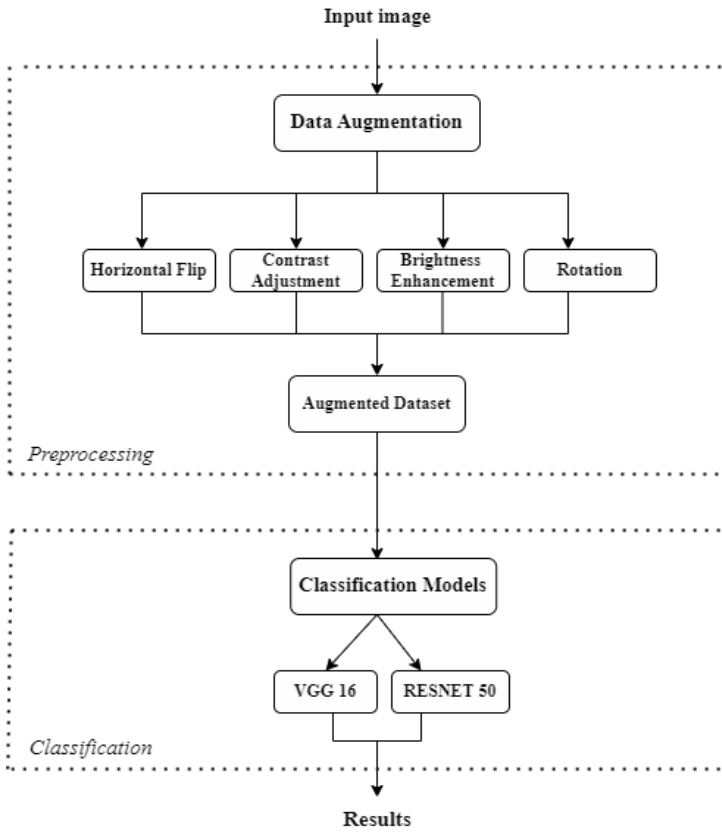 Input image
Data Augmentation
Horizontal Flip
Contrast
Adjustment
Brightness
Enhancement
Rotation
Augmented Dataset
Preprocessing
Classification Models
VGG 16
RESNET 50
Classification
Results